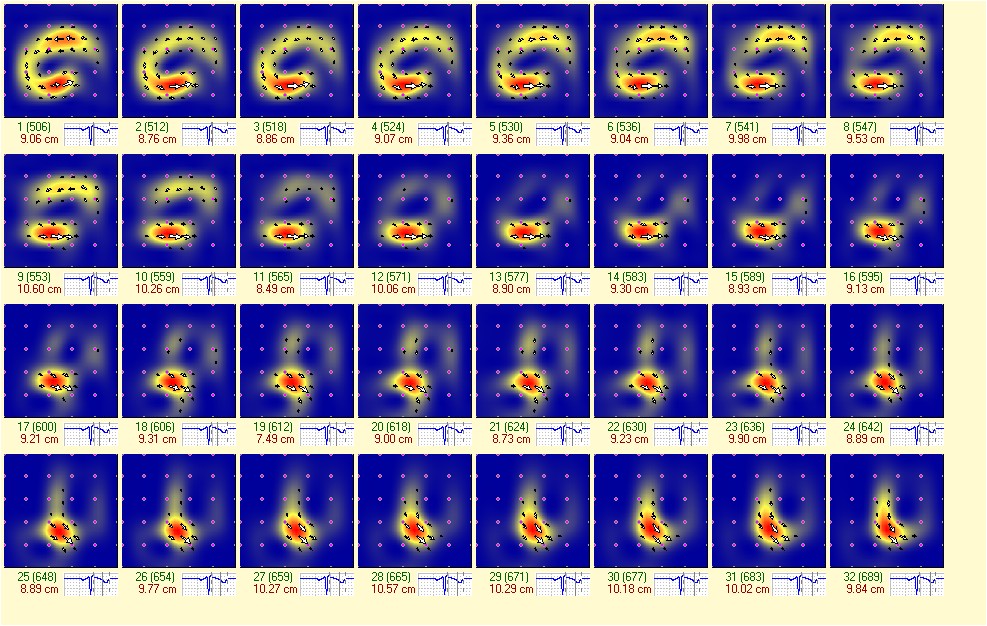 1 (506) 2 (512) 3 (518) 4 (524) 5 (530) 6 (536) 7 (541) 8 (547)
9.06 cm 8.76 cm 8.86 cm 9.07 cm 9.36 cm 9.04 cm 9.98 cm 9.53 cm
9 (553) 10 (559) 11 (565) 12 (571) 13 (577) 14 (583) 15 (589) 16 (595)
10.60 cm 10.26 cm 8.49 cm 10.06 cm 8.90 cm 9.30 cm 8.93 cm 9.13 cm
17 (600) 18 (606) 19 (612) 20 (618) 21 (624) 22 (630) 23 (636) 24 (642)
9.21 cm 9.31 cm 7.49 cm 9.00 cm 8.73 cm 9.23 cm 9.90 cm 8.89 cm
25 (648) 26 (654) 27 (659) 28 (665) 29 (671) 30 (677) 31 (683) 32 (689)
8.89 cm 9.77 cm 10.27 cm 10.57 cm 10.29 cm 10.18 cm 10.02 cm 9.84 cm